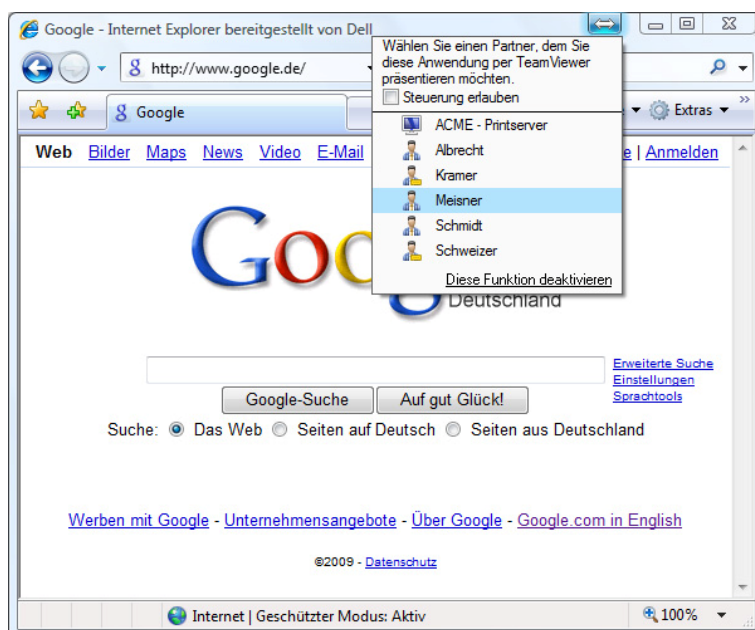 Google - Internet Explorer bereitgestellt von Dell
http://www.google.de/
Wählen Sie einen Partner, dem Sie
diese Anwendung per TeamViewer
präsentieren möchten.
Steuerung erlauben
Google
Extras
ACME - Printserver
Albrecht
Kramer
Meisner
Schmidt
Schweizer
Diese Funktion deaktivieren
Web Bilder Maps News Video E-Mail e | Anmelden
Goo
Deutschland
Erweiterte Suche
Einstellungen
Sprachtools
Google-Suche Auf gut Glück!
Suche: Das Web Seiten auf Deutsch Seiten aus Deutschland
Werben mit Google - Unternehmensangebote - Über Google - Google.com in English
©2009 - Datenschutz
Internet | Geschützter Modus: Aktiv 100%